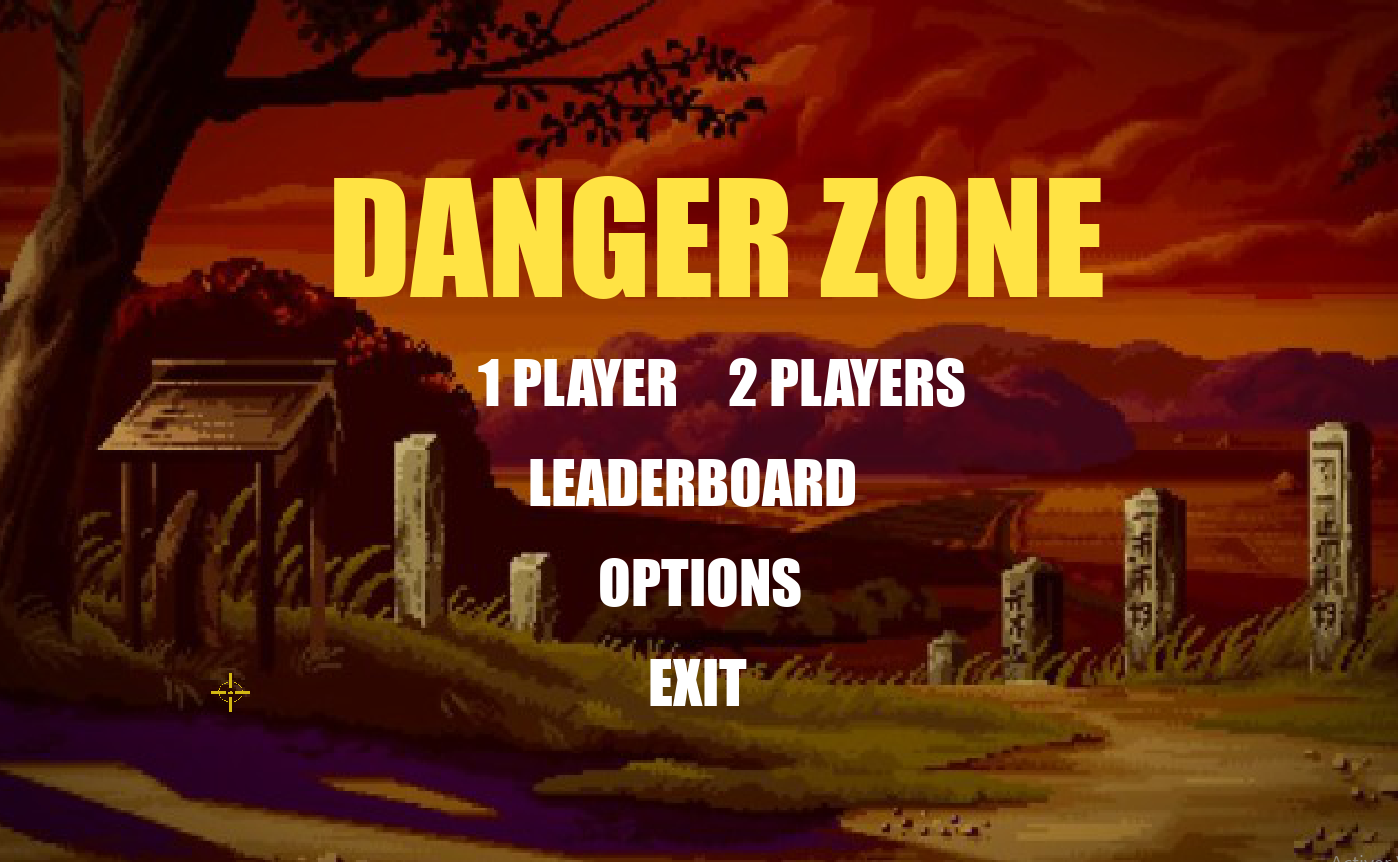 DANGER ZONE
1 PLAYER 2 PLAYERS
LEADERBOARD
OPTIONS
EXIT